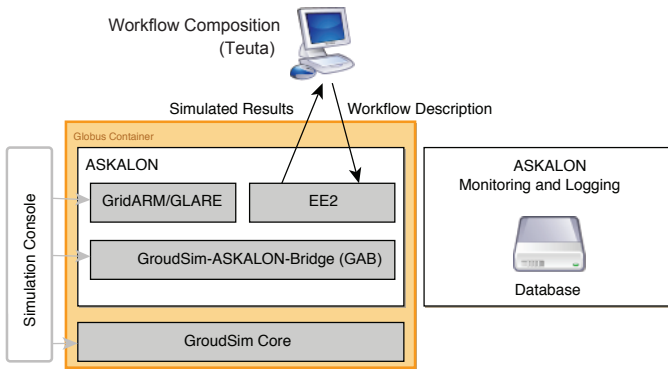 Workflow Composition
(Teuta)
Simulated Results
Workflow Description
Globus Container
ASKALON
GridARM/GLARE
EE2
GroudSim-ASKALON-Bridge (GAB)
GroudSim Core
Simulation Console
ASKALON
Monitoring and Logging
Database